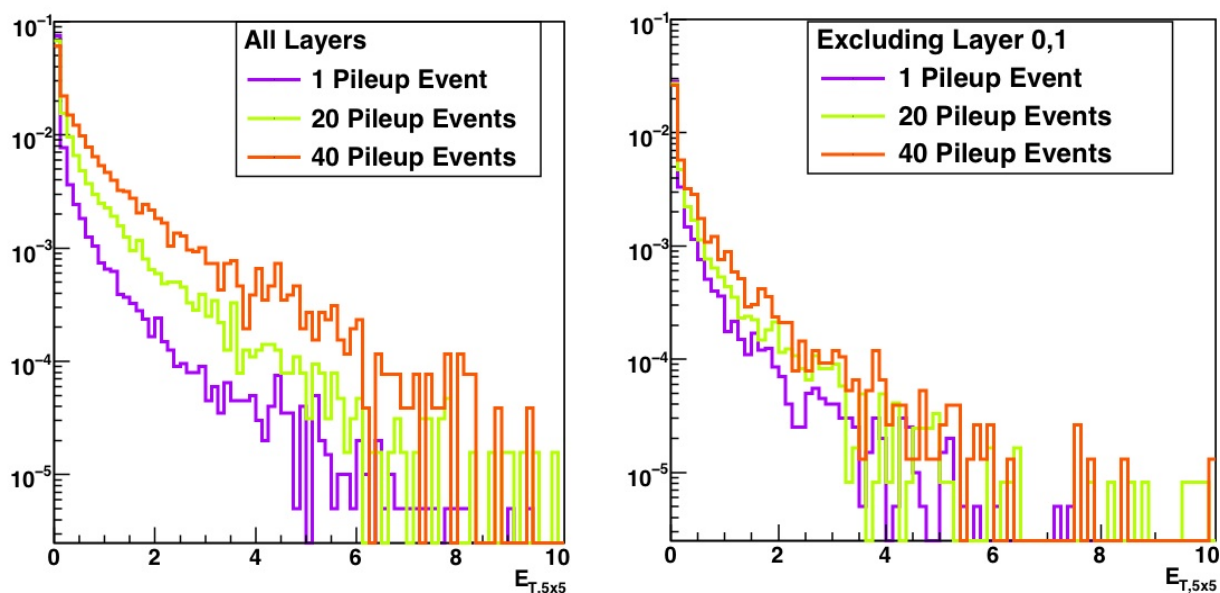 All Layers
1 Pileup Event
20 Pileup Events
40 Pileup Events
10⁻¹
10⁻²
10⁻³
10⁻⁴
10⁻⁵
0 2 4 6 8 10
E_T,5x5
Excluding Layer 0,1
1 Pileup Event
20 Pileup Events
40 Pileup Events
10⁻¹
10⁻²
10⁻³
10⁻⁴
10⁻⁵
0 2 4 6 8 10
E_T,5x5